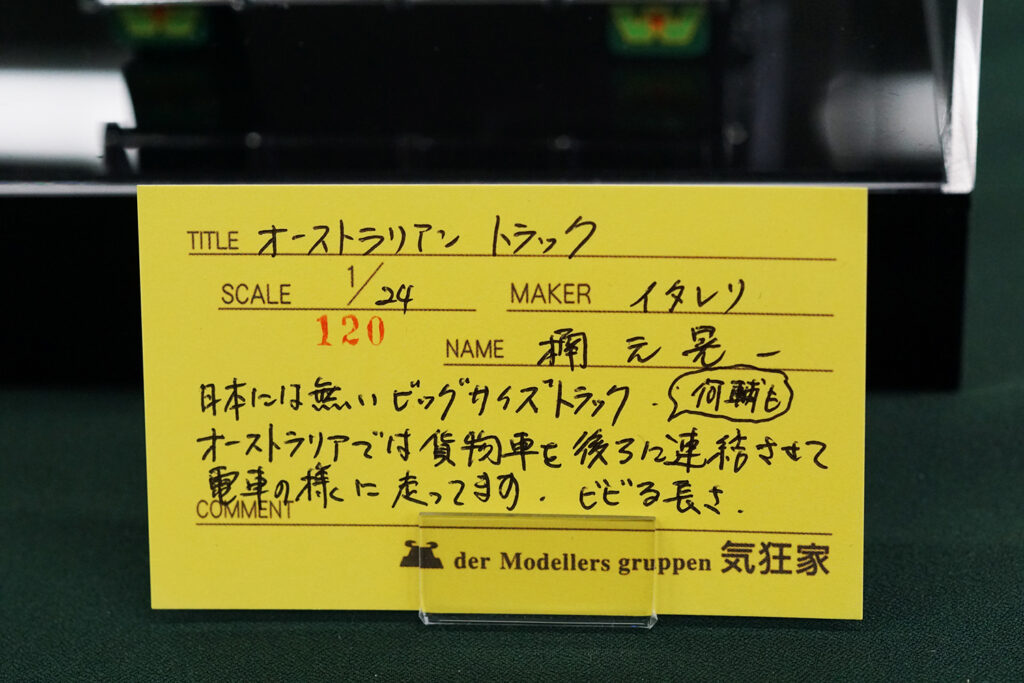 TITLE オーストラリアン トラック
SCALE 1/24 MAKER イタレリ
120
NAME 元 晃一
日本には無いビッグサイズトラック.
オーストラリアでは貨物車を後ろに連結させて
電車の様に走ってます. ビビる長さ.
COMMENT
der Modellers gruppen 気狂家